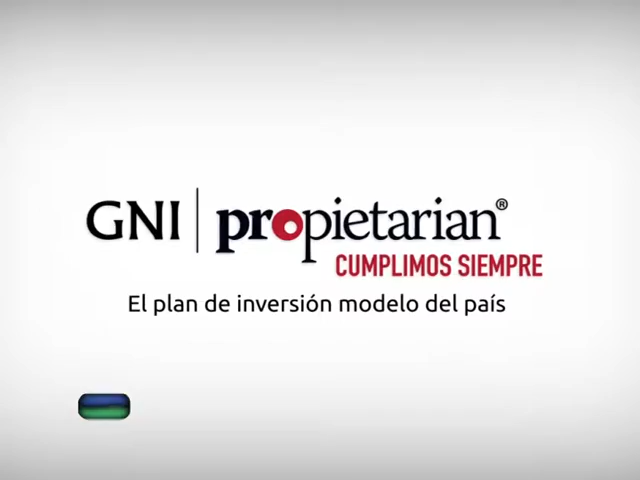 GNI | propietarian®
CUMPLIMOS SIEMPRE
El plan de inversión modelo del país